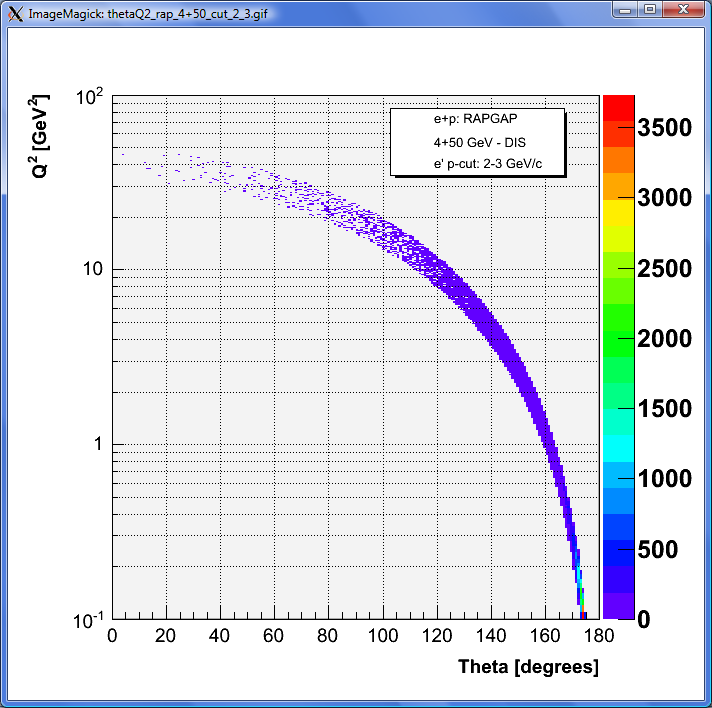 ImageMagick: thetaQ2_rap_4+50_cut_2_3.gif
Q² [GeV²]
10²
10
1
10⁻¹
e+p: RAPGAP
4+50 GeV - DIS
e' p-cut: 2-3 GeV/c
3500
3000
2500
2000
1500
1000
500
0
0 20 40 60 80 100 120 140 160 180
Theta [degrees]